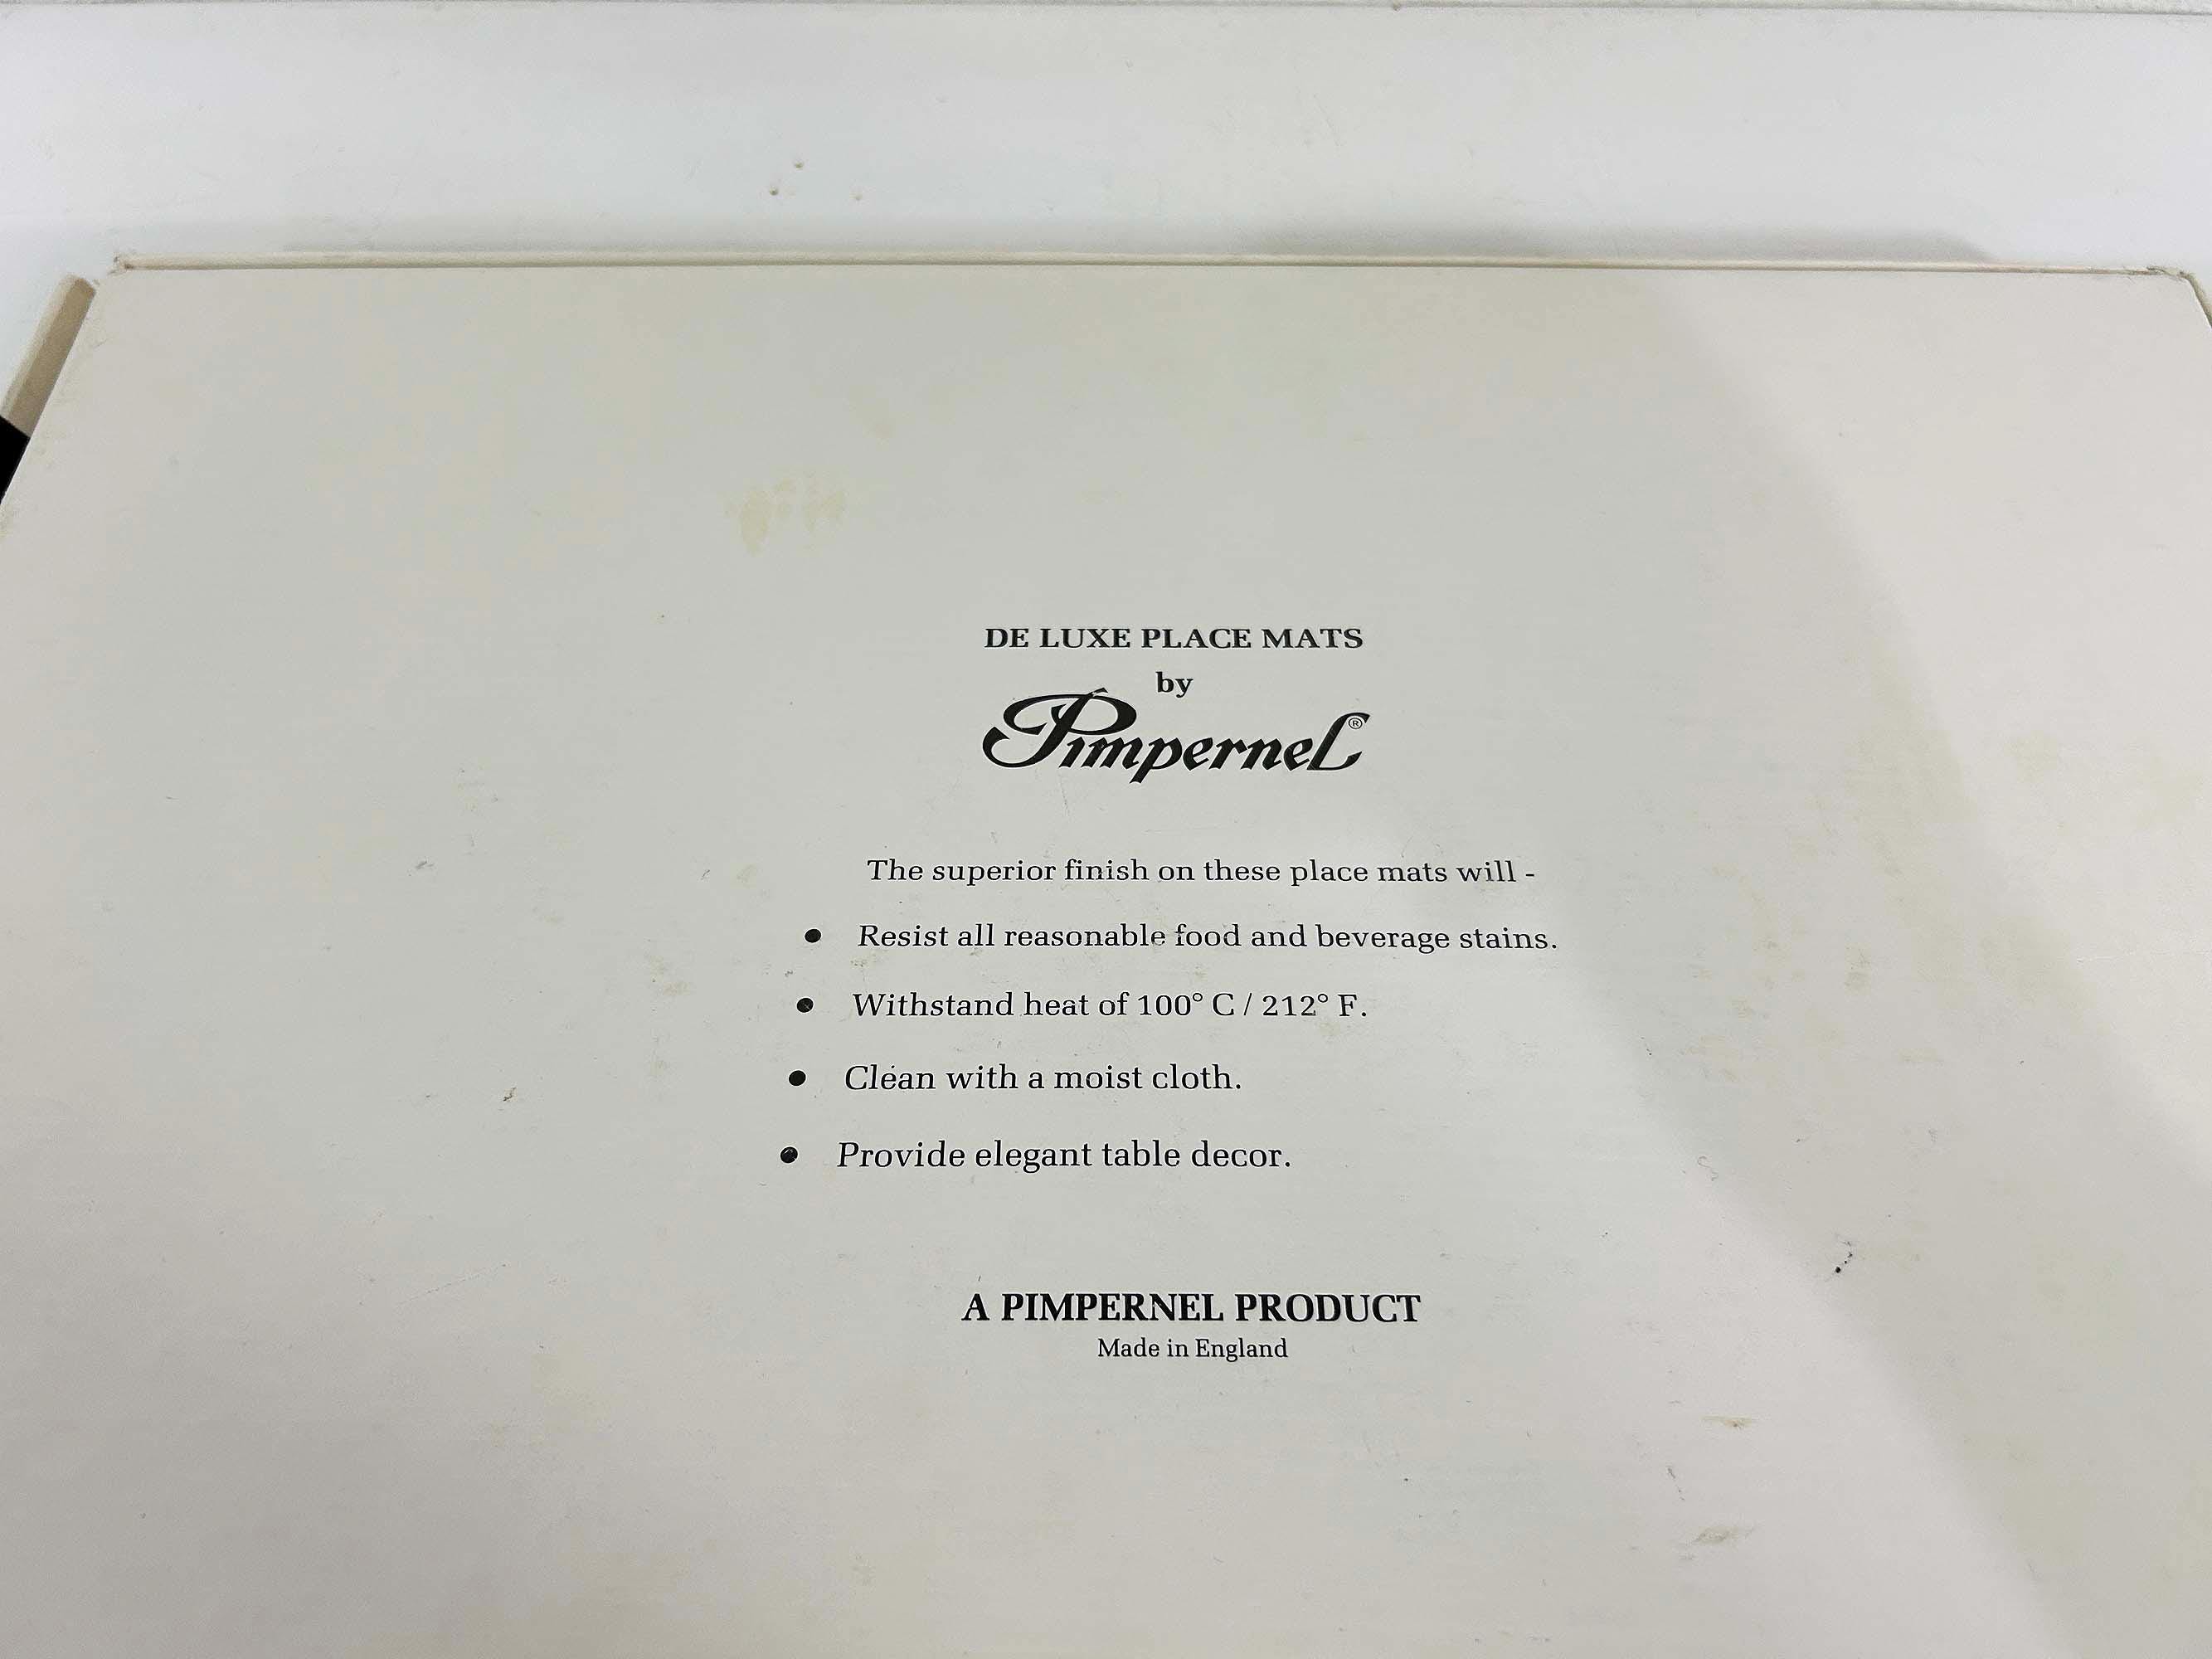 DE LUXE PLACE MATS
by
Pimpernel®
The superior finish on these place mats will -
● Resist all reasonable food and beverage stains.
● Withstand heat of 100° C / 212° F.
● Clean with a moist cloth.
● Provide elegant table decor.
A PIMPERNEL PRODUCT
Made in England